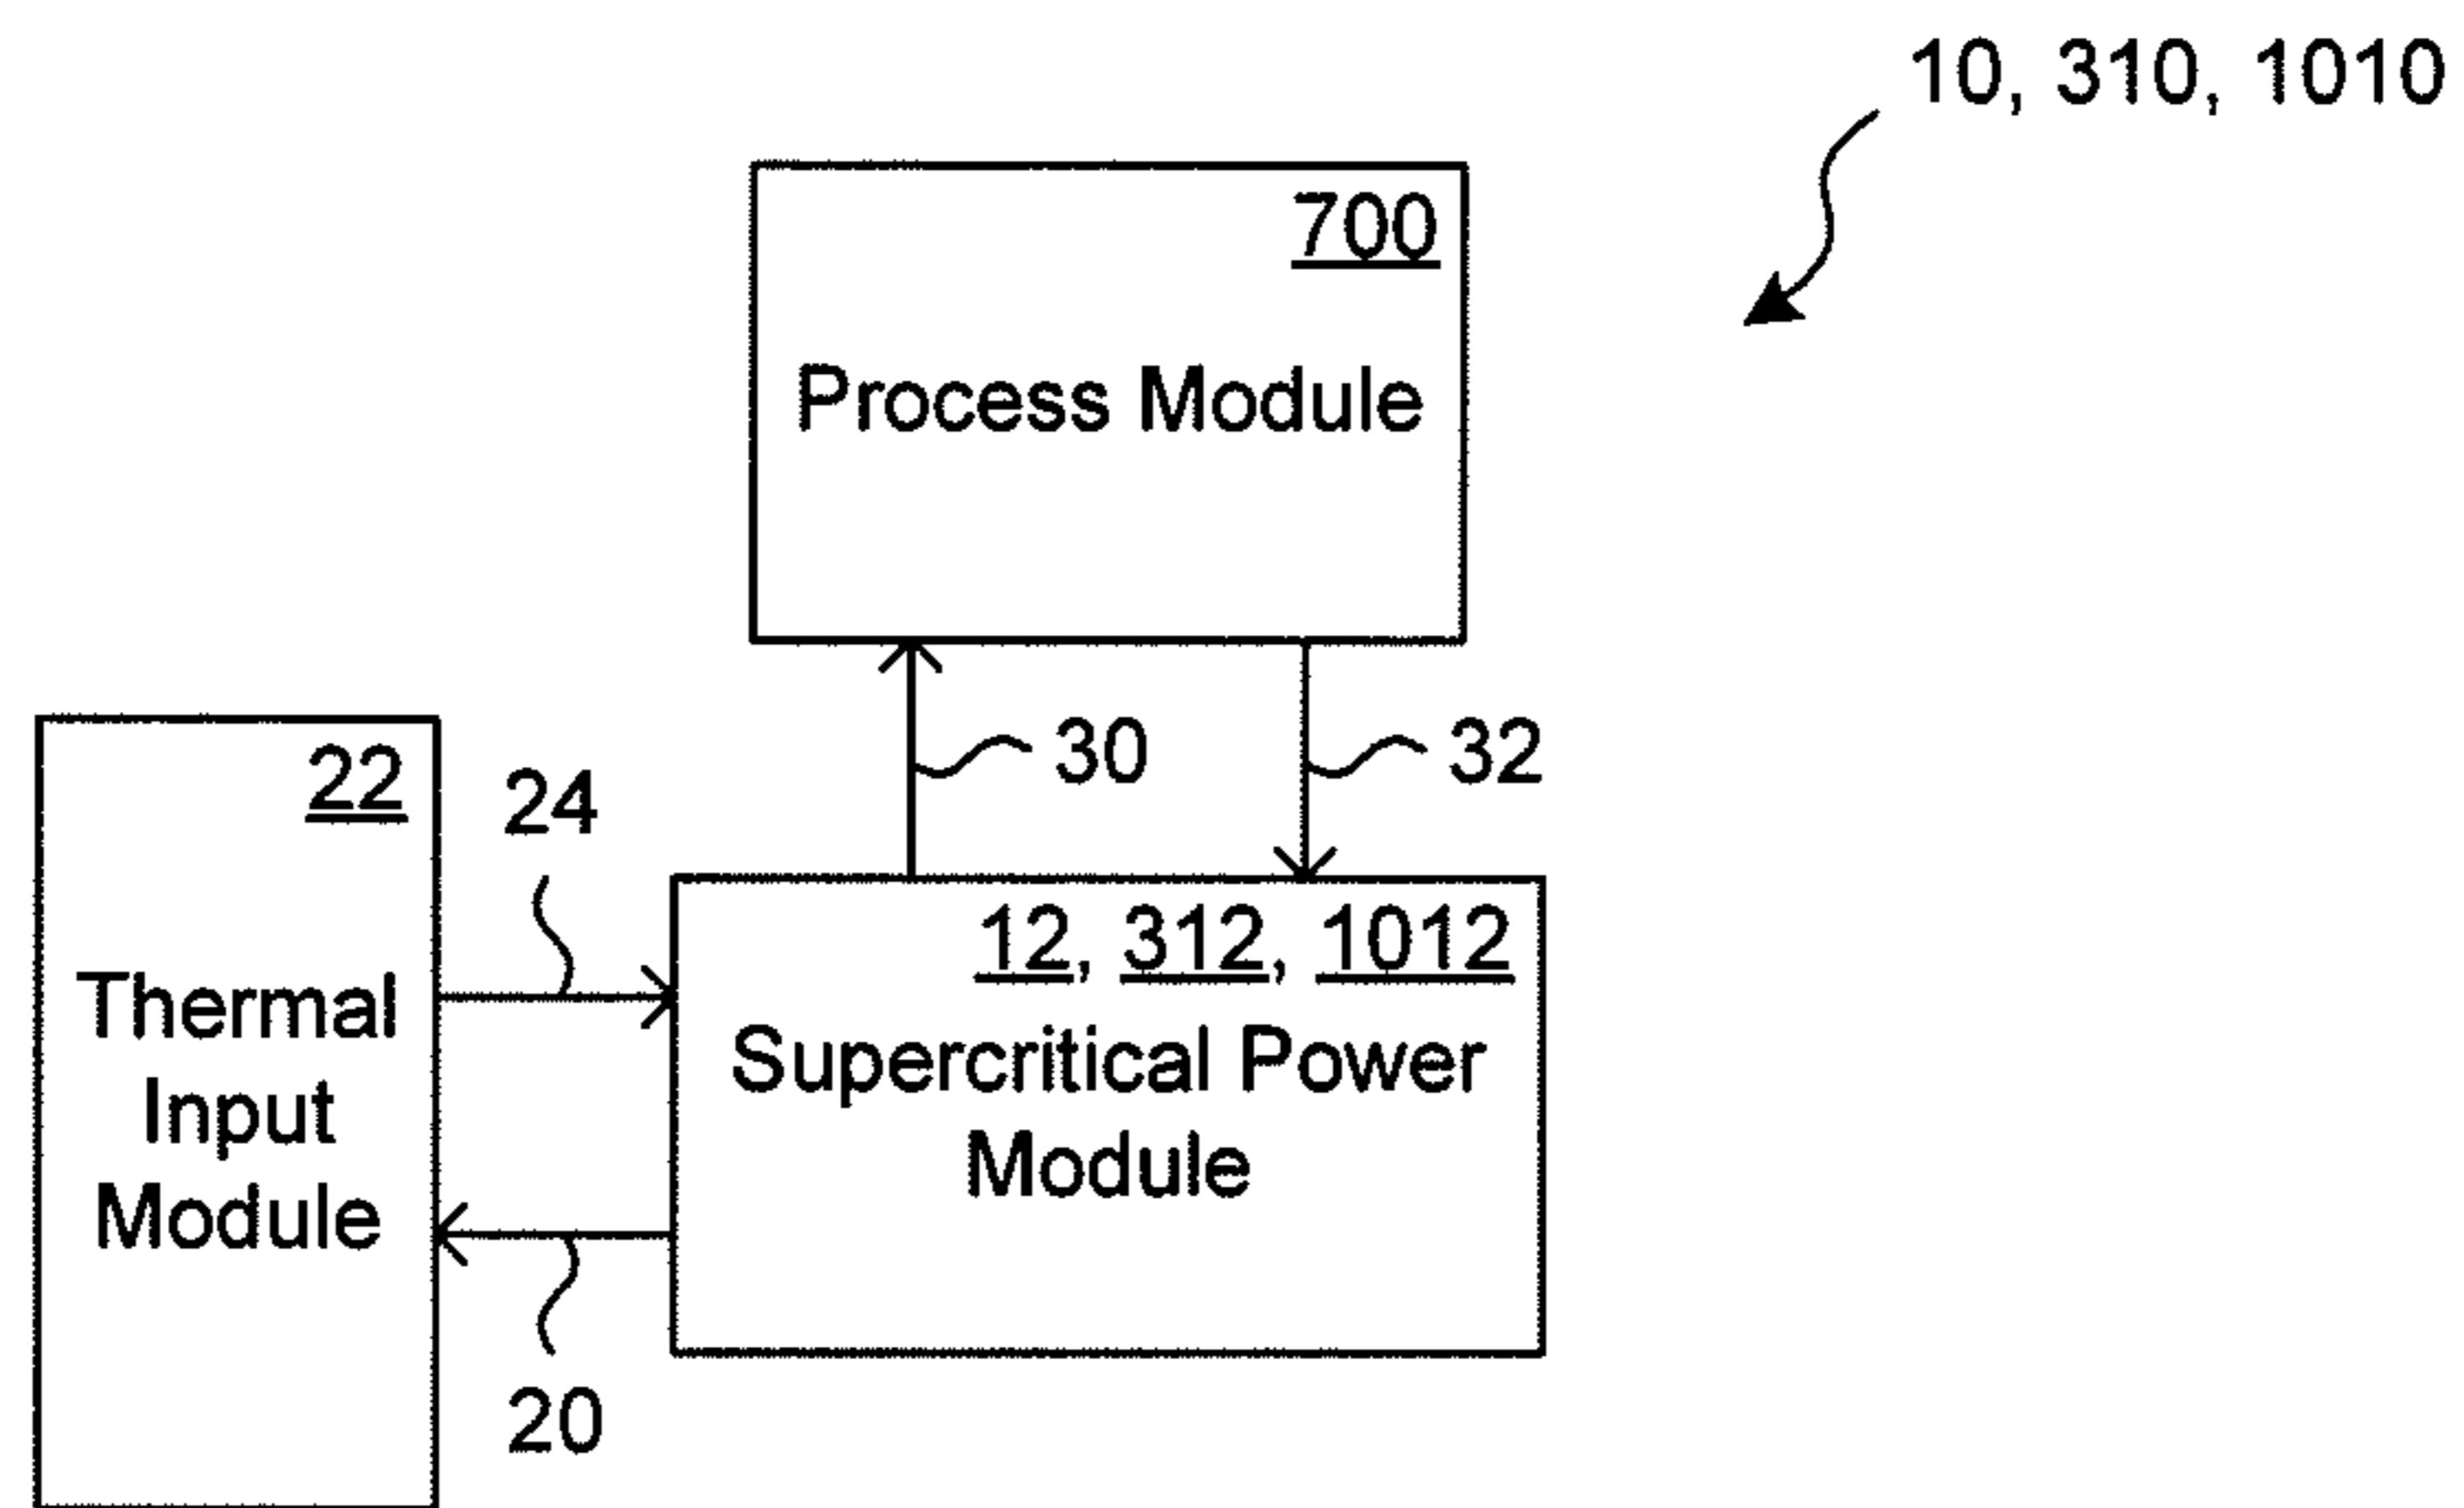 10, 310, 1010
700
Process Module
30
32
22
24
12, 312, 1012
Thermal
Input
Module
Supercritical Power
Module
20